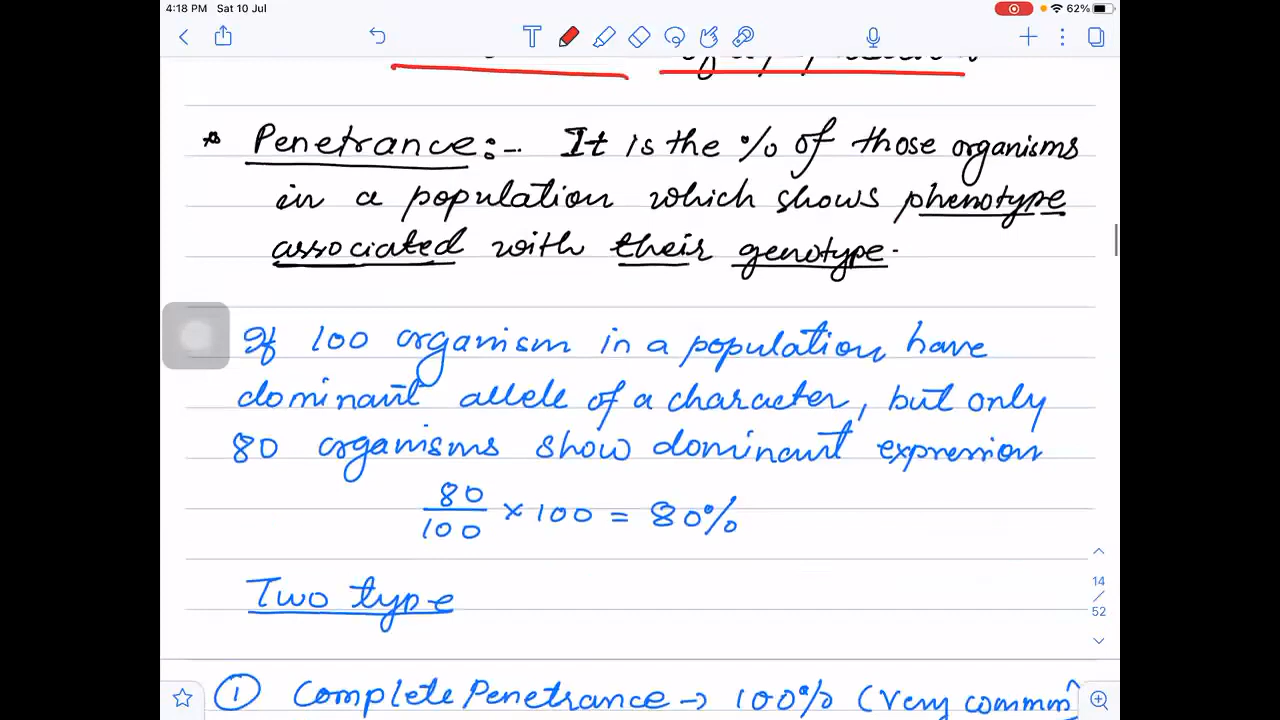 4:18 PM Sat 10 Jul
62%
* Penetrance:-- It is the % of those organisms
in a population which shows phenotype
associated with their genotype.
If 100 organism in a population have
dominant allele of a character, but only
80 organisms show dominant expression
80/100 × 100 = 80%
Two type
14
/
52
① Complete Penetrance → 100% (Very common